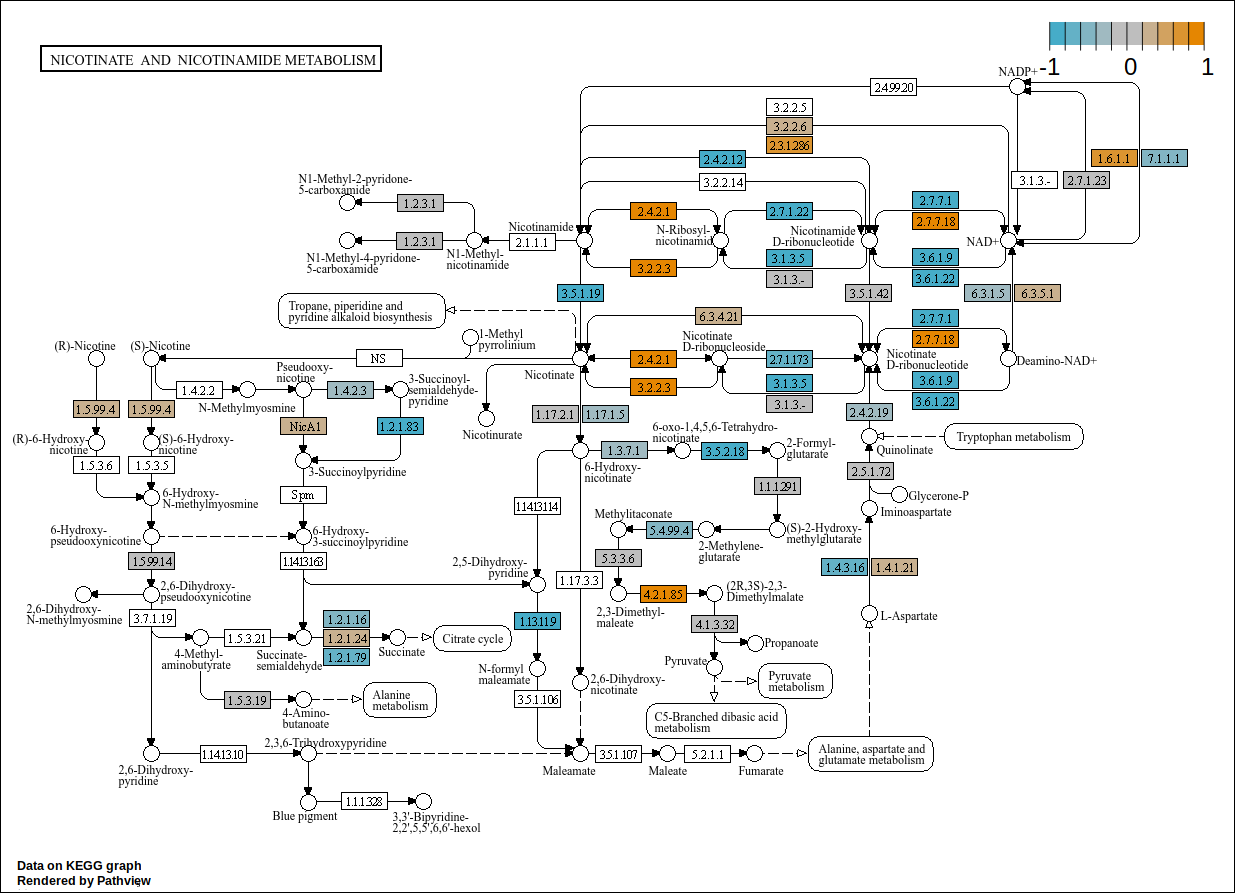 NICOTINATE AND NICOTINAMIDE METABOLISM
-1 0 1
NADP+
2.4.99.20
3.2.2.5
3.2.2.6
2.3.1.286
2.4.2.12
3.2.2.14
1.6.1.1
7.1.1.1
3.1.3.-
2.7.1.23
N1-Methyl-2-pyridone-
5-carboxamide
1.2.3.1
1.2.3.1
N1-Methyl-4-pyridone-
5-carboxamide
N1-Methyl-
nicotinamide
2.1.1.1
Nicotinamide
2.4.2.1
3.2.2.3
N-Ribosyl-
nicotinamid
2.7.1.22
3.1.3.5
3.1.3.-
Nicotinamide
D-ribonucleotide
2.7.7.1
2.7.7.18
3.6.1.9
3.6.1.22
NAD+
3.5.1.19
3.5.1.42
6.3.1.5
6.3.5.1
Tropane, piperidine and
pyridine alkaloid biosynthesis
6.3.4.21
1-Methyl
pyrrolinium
NS
Nicotinate
2.4.2.1
3.2.2.3
Nicotinate
D-ribonucleoside
2.7.1.173
3.1.3.5
3.1.3.-
Nicotinate
D-ribonucleotide
2.7.7.1
2.7.7.18
3.6.1.9
3.6.1.22
Deamino-NAD+
(R)-Nicotine
(S)-Nicotine
1.4.2.2
N-Methylmyosmine
Pseudooxy-
nicotine
1.4.2.3
3-Succinoyl-
semialdehyde-
pyridine
Nicotinurate
1.5.99.4
1.5.99.4
NicA1
1.2.1.83
1.17.2.1
1.17.1.5
2.4.2.19
(R)-6-Hydroxy-
nicotine
(S)-6-Hydroxy-
nicotine
1.5.3.6
1.5.3.5
3-Succinoylpyridine
6-Hydroxy-
nicotinate
1.3.7.1
6-oxo-1,4,5,6-Tetrahydro-
nicotinate
3.5.2.18
2-Formyl-
glutarate
Quinolinate
Tryptophan metabolism
2.5.1.72
Glycerone-P
Iminoaspartate
6-Hydroxy-
N-methylmyosmine
Spm
1.14.13.114
1.1.1.291
6-Hydroxy-
pseudooxynicotine
6-Hydroxy-
3-succinoylpyridine
Methylitaconate
5.4.99.4
2-Methylene-
glutarate
(S)-2-Hydroxy-
methylglutarate
1.5.99.14
1.14.13.163
2,5-Dihydroxy-
pyridine
5.3.3.6
1.4.3.16
1.4.1.21
1.17.3.3
2,6-Dihydroxy-
N-methylmyosmine
2,6-Dihydroxy-
pseudooxynicotine
4.2.1.85
(2R,3S)-2,3-
Dimethylmalate
2,3-Dimethyl-
maleate
L-Aspartate
3.7.1.19
1.13.11.9
4.1.3.32
4-Methyl-
aminobutyrate
1.5.3.21
Succinate-
semialdehyde
1.2.1.16
1.2.1.24
1.2.1.79
Succinate
Citrate cycle
Propanoate
Pyruvate
N-formyl
maleamate
2,6-Dihydroxy-
nicotinate
Pyruvate
metabolism
1.5.3.19
4-Amino-
butanoate
Alanine
metabolism
3.5.1.106
C5-Branched dibasic acid
metabolism
2,6-Dihydroxy-
pyridine
1.14.13.10
2,3,6-Trihydroxypyridine
Maleamate
3.5.1.107
Maleate
5.2.1.1
Fumarate
Alanine, aspartate and
glutamate metabolism
Blue pigment
1.1.1.328
3,3'-Bipyridine-
2,2',5,5',6,6'-hexol
Data on KEGG graph
Rendered by Pathview